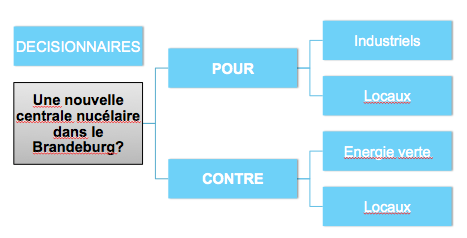 DECISIONNAIRES
Une nouvelle
centrale nucélaire
dans le
Brandeburg?
POUR
Industriels
Locaux
CONTRE
Energie verte
Locaux